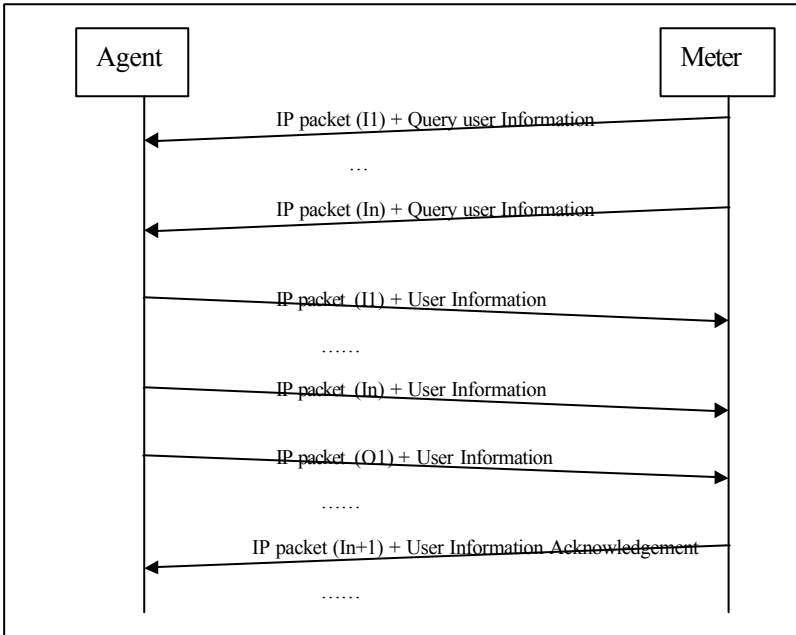 Agent
Meter
IP packet (I1) + Query user Information
…
IP packet (In) + Query user Information
IP packet (I1) + User Information
……
IP packet (In) + User Information
IP packet (O1) + User Information
……
IP packet (In+1) + User Information Acknowledgement
……